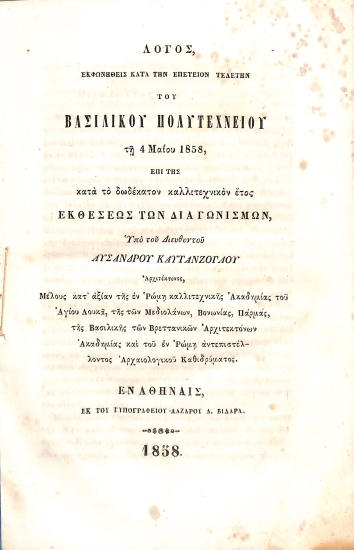 ΛΟΓΟΣ,
ΕΚΦΩΝΗΘΕΙΣ ΚΑΤΑ ΤΗΝ ΕΠΕΤΕΙΟΝ ΤΕΛΕΤΗΝ
ΤΟΥ
ΒΑΣΙΛΙΚΟΥ ΠΟΛΥΤΕΧΝΕΙΟΥ
τῇ 4 Μαΐου 1858,
ΕΠΙ ΤΗΣ
κατὰ τὸ δωδέκατον καλλιτεχνικὸν ἔτος
ΕΚΘΕΣΕΩΣ ΤΩΝ ΔΙΑΓΩΝΙΣΜΩΝ,
Ὑπὸ τοῦ Διευθυντοῦ
ΛΥΣΑΝΔΡΟΥ ΚΑΥΤΑΝΖΟΓΛΟΥ
Ἀρχιτέκτονος,
Μέλους κατ' ἀξίαν τῆς ἐν Ῥώμῃ καλλιτεχνικῆς Ἀκαδημίας τοῦ
Ἁγίου Λουκᾶ, τῆς τῶν Μεδιολάνων, Βονωνίας, Πάρμας,
τῆς Βασιλικῆς τῶν Βρεττανικῶν Ἀρχιτεκτόνων
Ἀκαδημίας καὶ τοῦ ἐν Ῥώμῃ ἀντεπιστέλ-
λοντος Ἀρχαιολογικοῦ Καθιδρύματος.
ΕΝ ΑΘΗΝΑΙΣ,
ΕΚ ΤΟΥ ΤΥΠΟΓΡΑΦΕΙΟΥ ΛΑΖΑΡΟΥ Δ. ΒΙΛΑΡΑ.
1858.